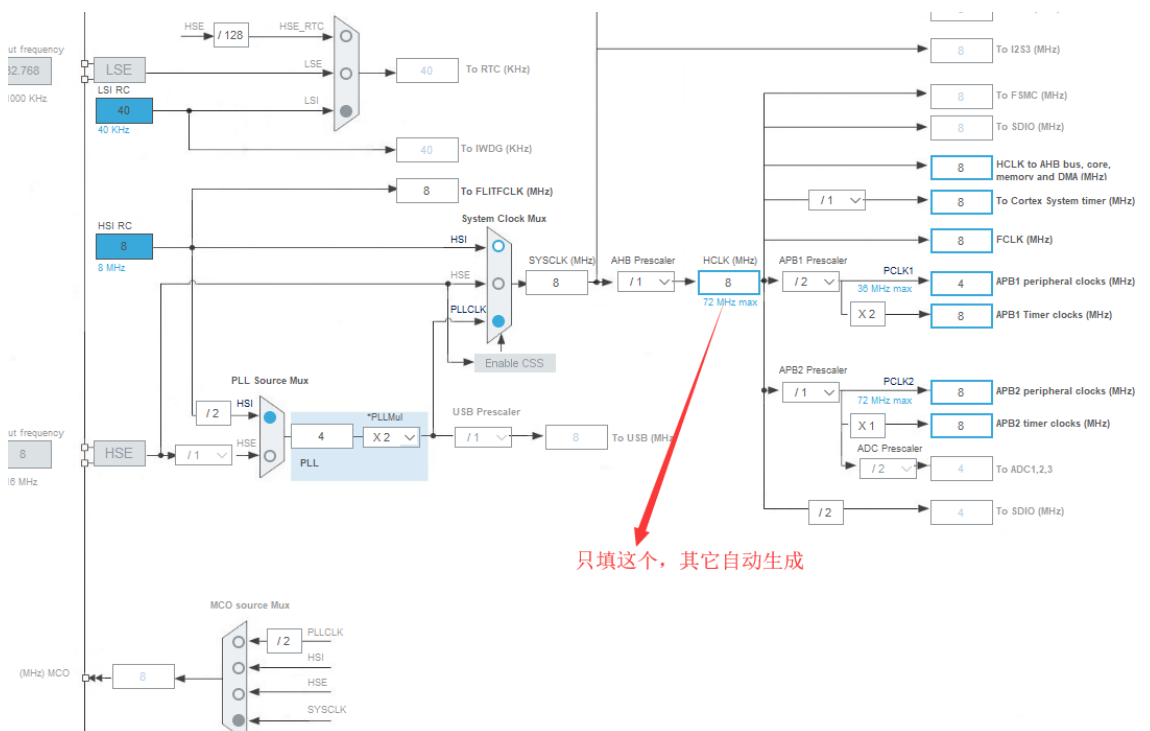 HSE
/ 128
HSE_RTC
8
To I2S3 (MHz)
ut frequency
32.768
1000 KHz
LSE
LSE
40
To RTC (KHz)
LSI RC
40
40 KHz
LSI
8
To FSMC (MHz)
8
To SDIO (MHz)
40
To IWDG (KHz)
8
HCLK to AHB bus, core,
memory and DMA (MHz)
8
To FLITFCLK (MHz)
/ 1
8
To Cortex System timer (MHz)
System Clock Mux
HSI RC
8
8 MHz
HSI
8
FCLK (MHz)
SYSCLK (MHz)
AHB Prescaler
HCLK (MHz)
APB1 Prescaler
HSE
8
/ 1
8
72 MHz max
/ 2
PCLK1
36 MHz max
4
APB1 peripheral clocks (MHz)
PLLCLK
X 2
8
APB1 Timer clocks (MHz)
Enable CSS
PLL Source Mux
APB2 Prescaler
/ 1
PCLK2
72 MHz max
8
APB2 peripheral clocks (MHz)
/ 2
HSI
*PLLMul
USB Prescaler
X 1
8
APB2 timer clocks (MHz)
4
X 2
/ 1
8
To USB (MHz)
PLL
ut frequency
8
16 MHz
HSE
/ 1
HSE
ADC Prescaler
/ 2
4
To ADC1,2,3
/ 2
4
To SDIO (MHz)
只填这个，其它自动生成
MCO source Mux
/ 2
PLLCLK
HSI
(MHz) MCO
8
HSE
SYSCLK